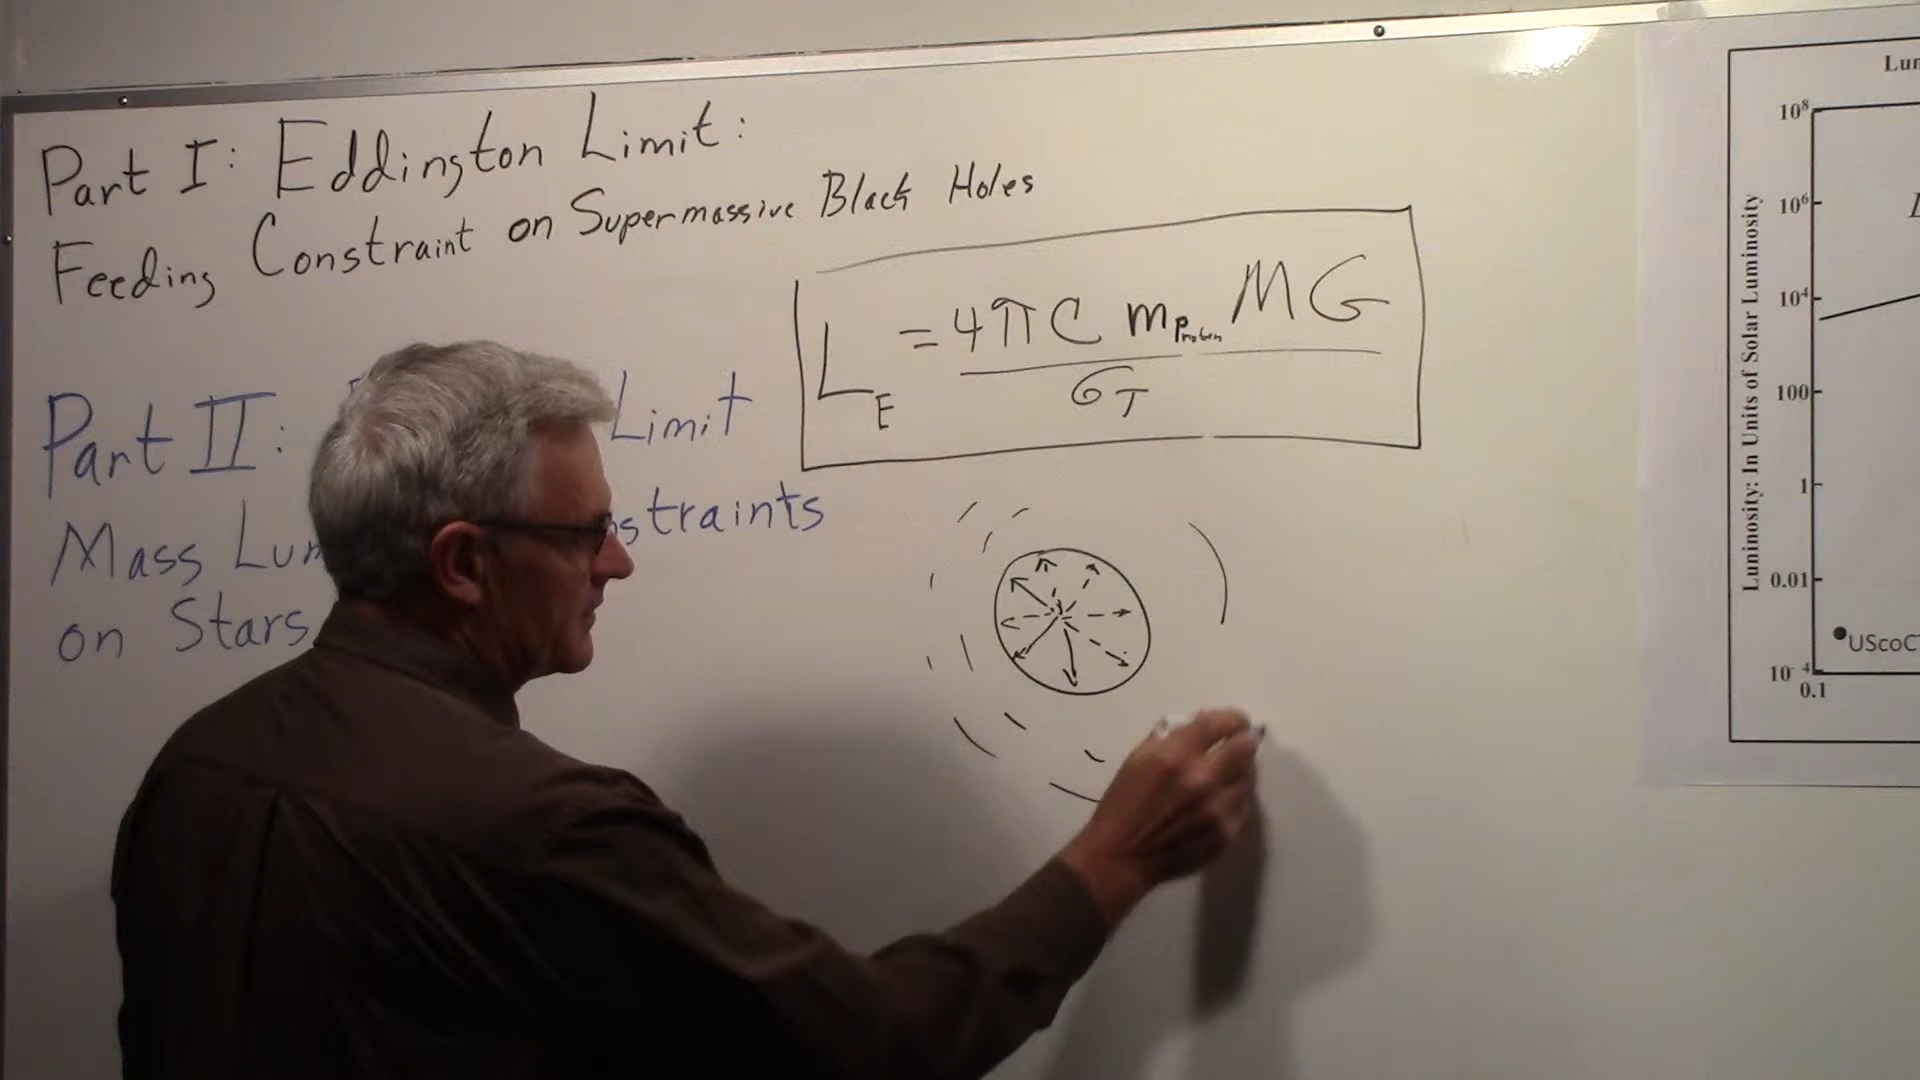 Part I: Eddington Limit:
Feeding Constraint on Supermassive Black Holes
L_E = 4πC m_Proton MG / σ_T
Part II: Limit
Mass Lum straints
on Stars
Lum
Luminosity: In Units of Solar Luminosity
10^8
10^6
10^4
100
1
0.01
10^-4
0.1
L
UScoC